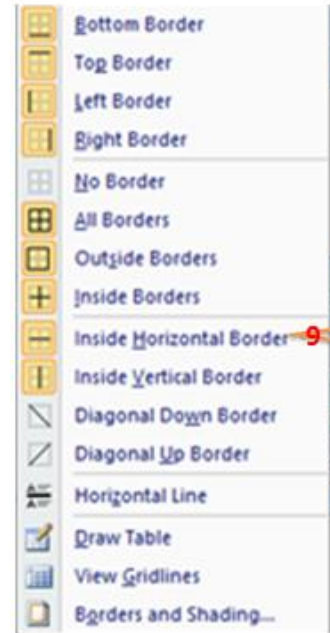 Bottom Border
Top Border
Left Border
Right Border
No Border
All Borders
Outside Borders
Inside Borders
Inside Horizontal Border 9
Inside Vertical Border
Diagonal Down Border
Diagonal Up Border
Horizontal Line
Draw Table
View Gridlines
Borders and Shading...